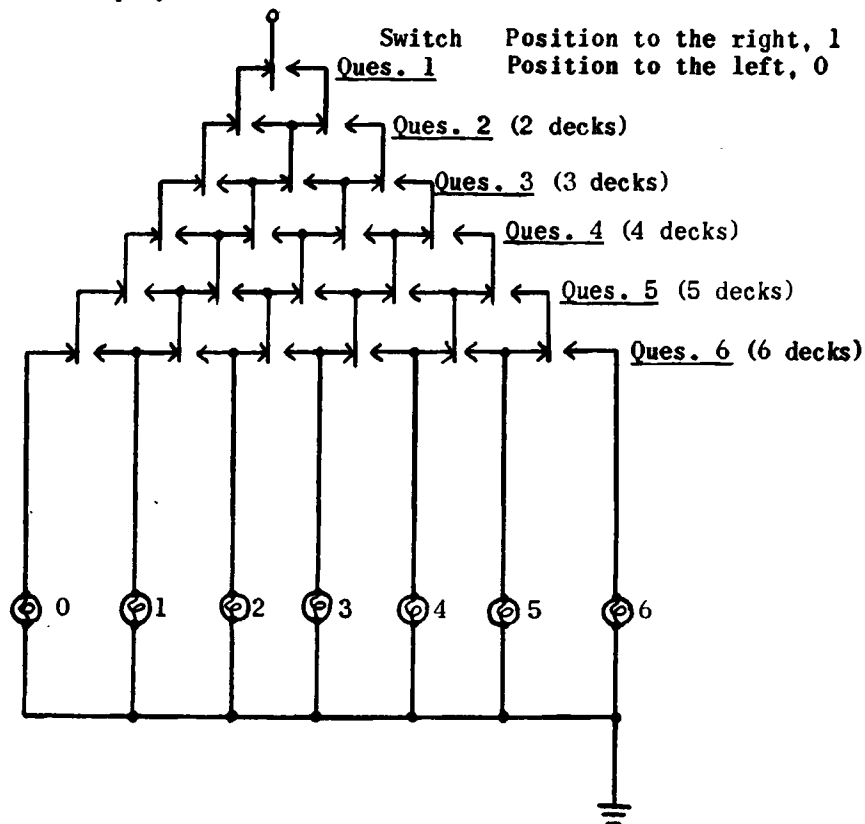 Switch Position to the right, 1
Ques. 1 Position to the left, 0
Ques. 2 (2 decks)
Ques. 3 (3 decks)
Ques. 4 (4 decks)
Ques. 5 (5 decks)
Ques. 6 (6 decks)
0 1 2 3 4 5 6